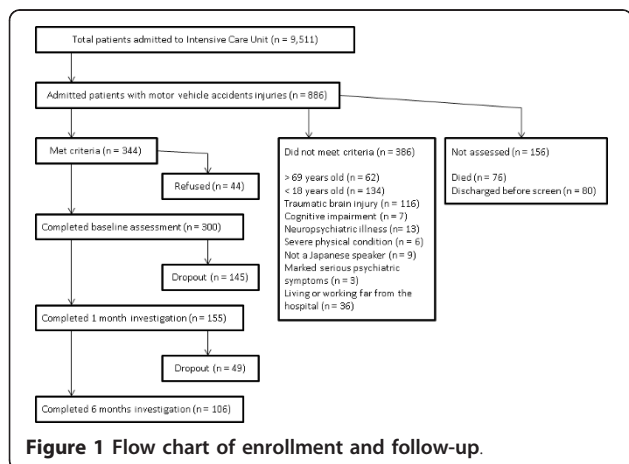 Total patients admitted to Intensive Care Unit (n = 9,511)
Admitted patients with motor vehicle accidents injuries (n = 886)
Met criteria (n = 344)
Refused (n = 44)
Completed baseline assessment (n = 300)
Dropout (n = 145)
Completed 1 month investigation (n = 155)
Dropout (n = 49)
Completed 6 months investigation (n = 106)
Did not meet criteria (n = 386)
> 69 years old (n = 62)
< 18 years old (n = 134)
Traumatic brain injury (n = 116)
Cognitive impairment (n = 7)
Neuropsychiatric illness (n = 13)
Severe physical condition (n = 6)
Not a Japanese speaker (n = 9)
Marked serious psychiatric
symptoms (n = 3)
Living or working far from the
hospital (n = 36)
Not assessed (n = 156)
Died (n = 76)
Discharged before screen (n = 80)
Figure 1 Flow chart of enrollment and follow-up.